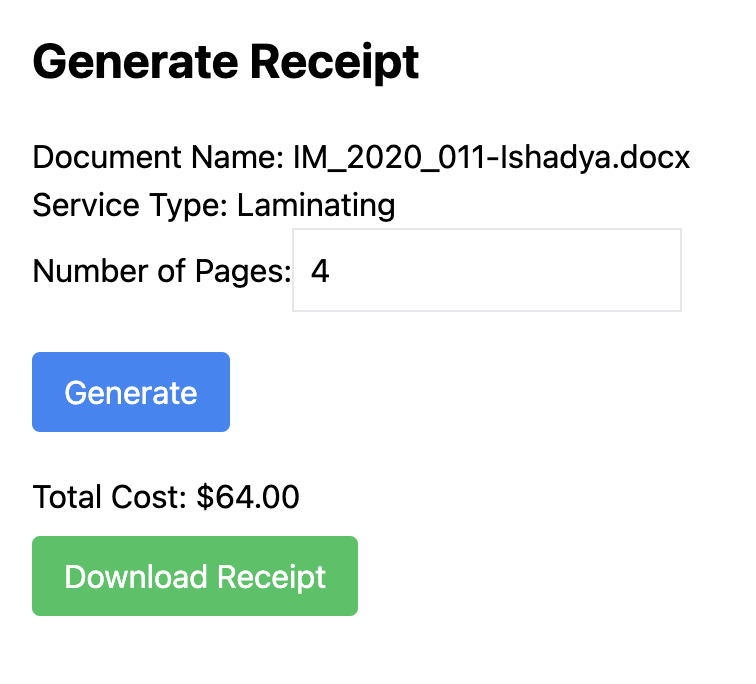 Generate Receipt
Document Name: IM_2020_011-Ishadya.docx
Service Type: Laminating
Number of Pages: 4
Generate
Total Cost: $64.00
Download Receipt